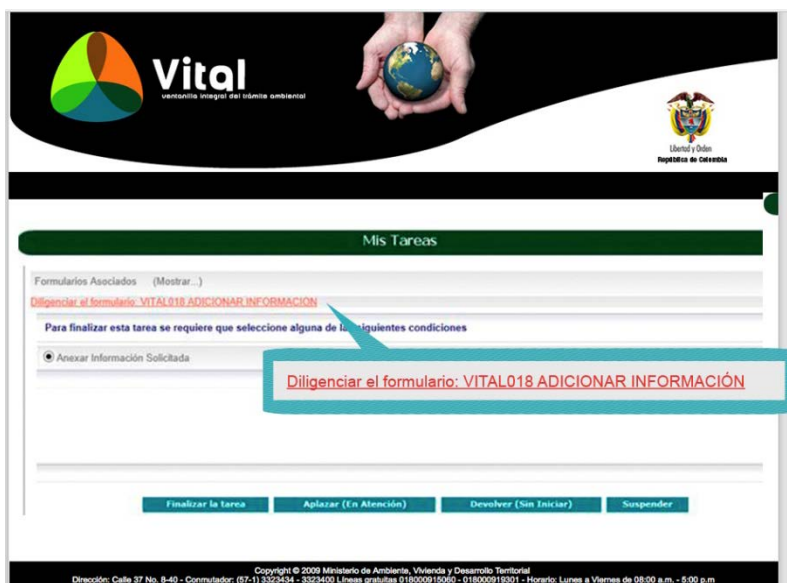 Vital
ventanilla integral del trámite ambiental
Libertad y Orden
República de Colombia
Mis Tareas
Formularios Asociados (Mostrar...)
Diligenciar el formulario: VITAL018 ADICIONAR INFORMACION
Para finalizar esta tarea se requiere que seleccione alguna de las siguientes condiciones
Anexar Información Solicitada
Diligenciar el formulario: VITAL018 ADICIONAR INFORMACIÓN
Finalizar la tarea Aplazar (En Atención) Devolver (Sin Iniciar) Suspender
Copyright © 2009 Ministerio de Ambiente, Vivienda y Desarrollo Territorial
Dirección: Calle 37 No. 8-40 - Conmutador: (57-1) 3323434 - 3323400 Líneas gratuitas 018000915060 - 018000919301 - Horario: Lunes a Viernes de 08:00 a.m. - 5:00 p.m